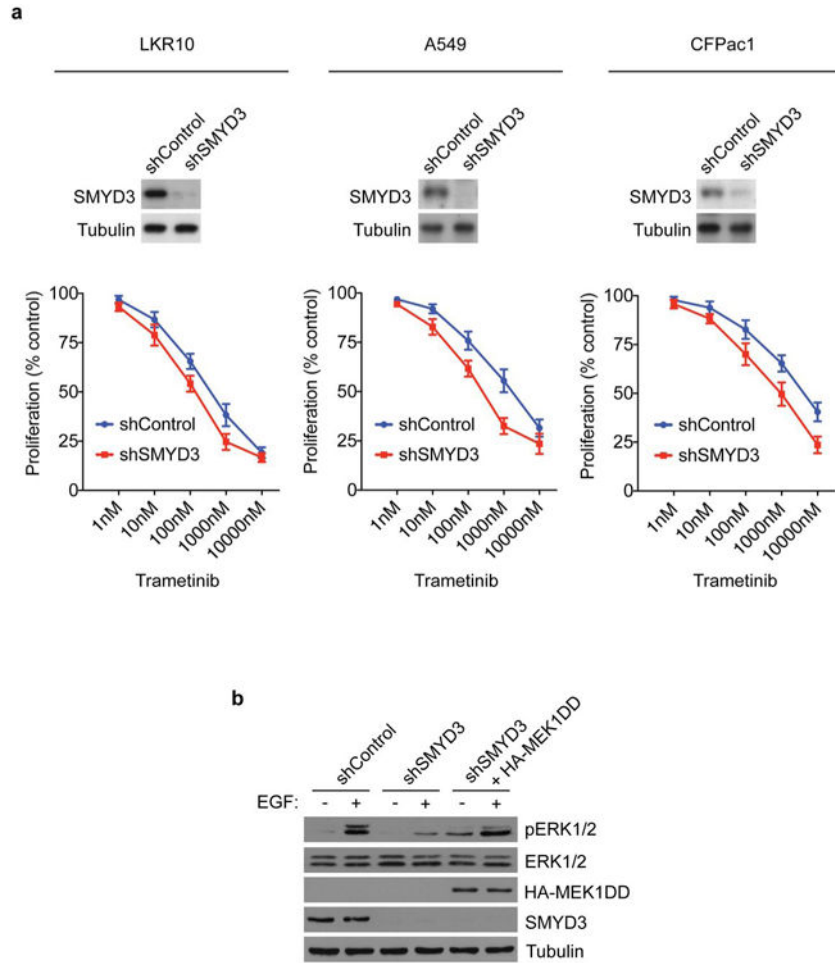 a
LKR10
A549
CFPac1
shControl
shSMYD3
shControl
shSMYD3
shControl
shSMYD3
SMYD3
Tubulin
SMYD3
Tubulin
SMYD3
Tubulin
Proliferation (% control)
100
75
50
25
0
shControl
shSMYD3
1nM
10nM
100nM
1000nM
10000nM
Trametinib
Proliferation (% control)
100
75
50
25
0
shControl
shSMYD3
1nM
10nM
100nM
1000nM
10000nM
Trametinib
Proliferation (% control)
100
75
50
25
0
shControl
shSMYD3
1nM
10nM
100nM
1000nM
10000nM
Trametinib
b
shControl
shSMYD3
shSMYD3
+ HA-MEK1DD
EGF: - + - + - +
pERK1/2
ERK1/2
HA-MEK1DD
SMYD3
Tubulin